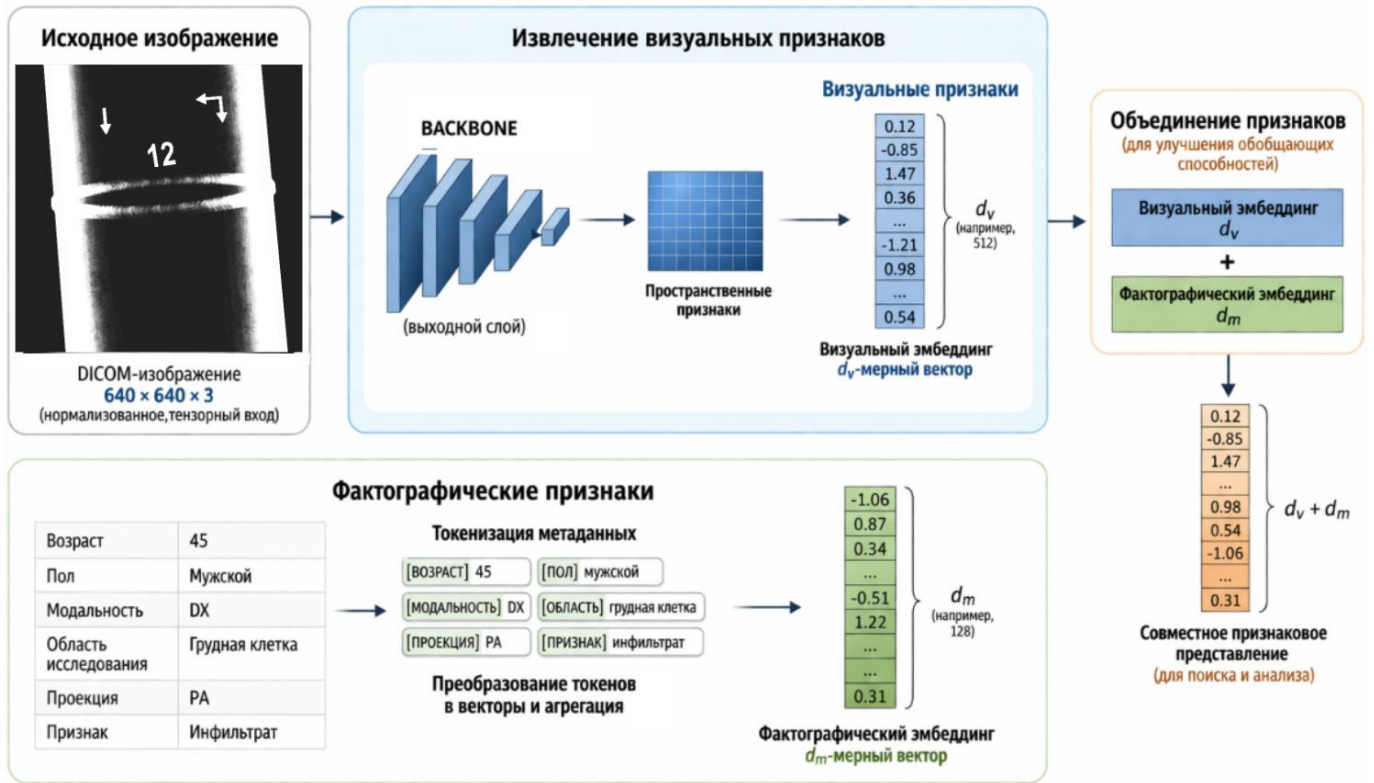 Исходное изображение
12
DICOM-изображение
640 × 640 × 3
(нормализованное,тензорный вход)
Извлечение визуальных признаков
BACKBONE
(выходной слой)
Пространственные
признаки
Визуальные признаки
0.12
-0.85
1.47
0.36
...
-1.21
0.98
...
0.54
dᵥ
(например,
512)
Визуальный эмбеддинг
dᵥ-мерный вектор
Объединение признаков
(для улучшения обобщающих
способностей)
Визуальный эмбеддинг
dᵥ
+
Фактографический эмбеддинг
dₘ
0.12
-0.85
1.47
...
0.98
0.54
-1.06
...
0.31
dᵥ + dₘ
Совместное признаковое
представление
(для поиска и анализа)
Фактографические признаки
Возраст 45
Пол Мужской
Модальность DX
Область
исследования Грудная клетка
Проекция PA
Признак Инфильтрат
Токенизация метаданных
[ВОЗРАСТ] 45 [ПОЛ] мужской
[МОДАЛЬНОСТЬ] DX [ОБЛАСТЬ] грудная клетка
[ПРОЕКЦИЯ] PA [ПРИЗНАК] инфильтрат
Преобразование токенов
в векторы и агрегация
-1.06
0.87
0.34
...
-0.51
1.22
...
...
0.31
dₘ
(например,
128)
Фактографический эмбеддинг
dₘ-мерный вектор